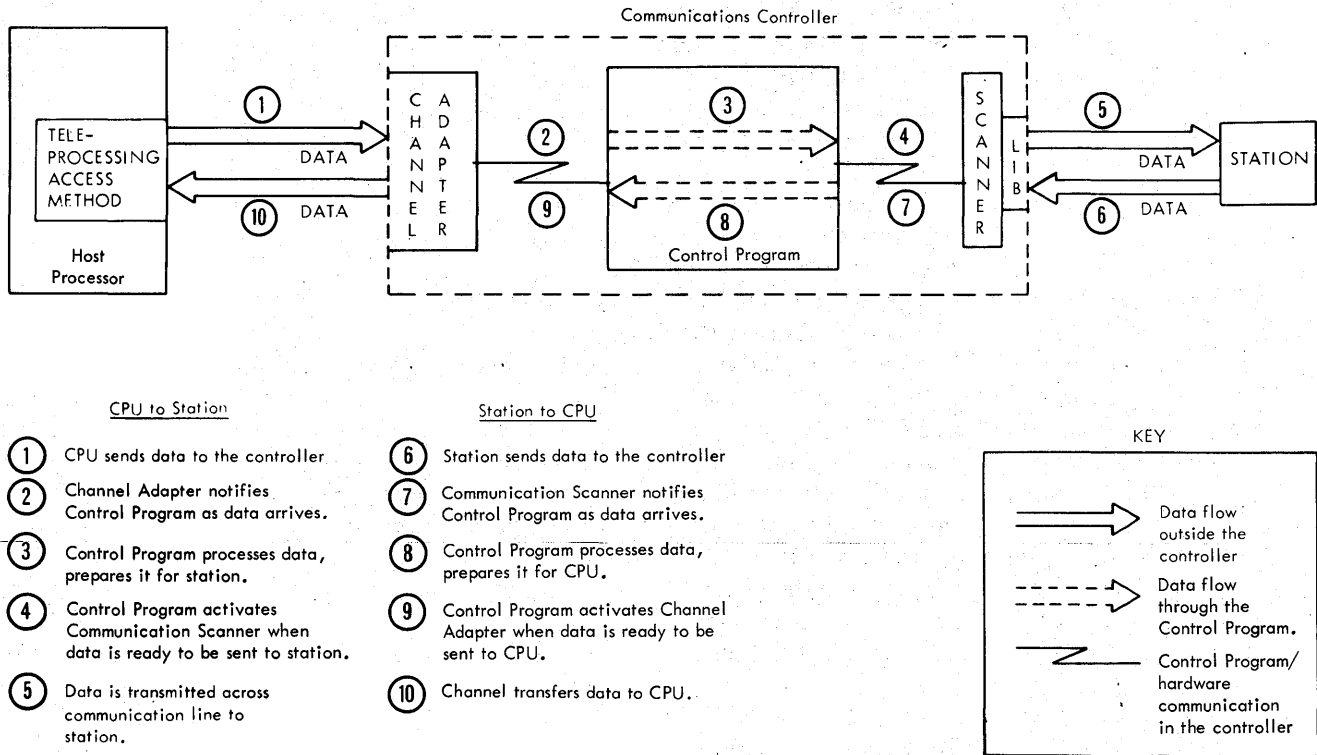 Communications Controller
TELE-
PROCESSING
ACCESS
METHOD
Host
Processor
1
DATA
10
DATA
CHANNEL
ADAPTER
2
9
3
8
Control Program
4
7
SCANNER
LIB
5
DATA
6
DATA
STATION
CPU to Station
1 CPU sends data to the controller
2 Channel Adapter notifies
Control Program as data arrives.
3 Control Program processes data,
prepares it for station.
4 Control Program activates
Communication Scanner when
data is ready to be sent to station.
5 Data is transmitted across
communication line to
station.
Station to CPU
6 Station sends data to the controller
7 Communication Scanner notifies
Control Program as data arrives.
8 Control Program processes data,
prepares it for CPU.
9 Control Program activates Channel
Adapter when data is ready to be
sent to CPU.
10 Channel transfers data to CPU.
KEY
Data flow
outside the
controller
Data flow
through the
Control Program.
Control Program/
hardware
communication
in the controller